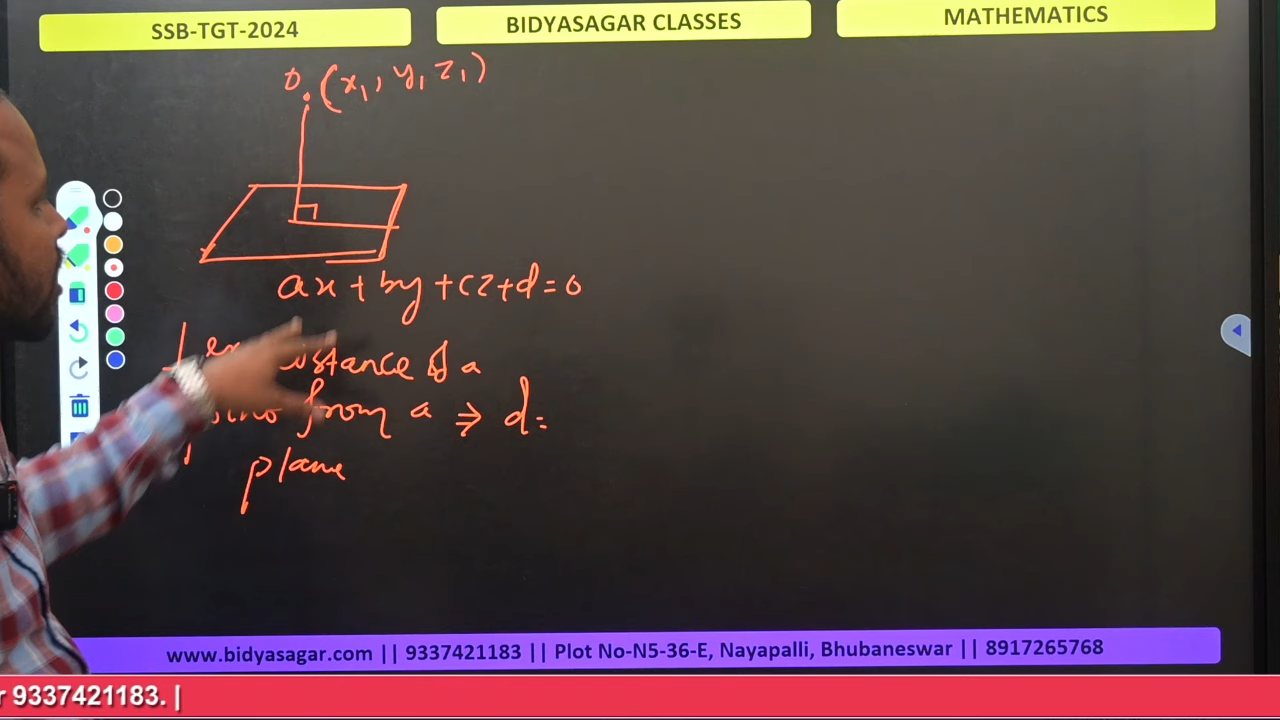 SSB-TGT-2024
BIDYASAGAR CLASSES
MATHEMATICS
(x₁, y₁ z₁)
ax + by + cz + d = 0
of a
from a ⇒ d =
plane
www.bidyasagar.com || 9337421183 || Plot No-N5-36-E, Nayapalli, Bhubaneswar || 8917265768
9337421183. |